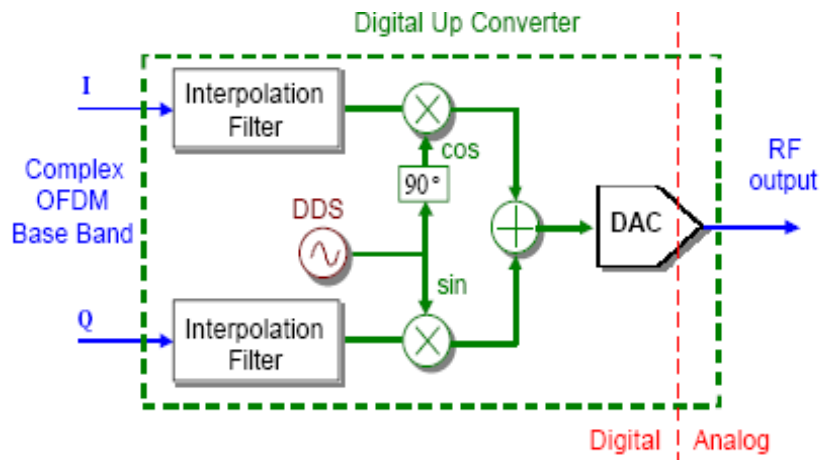 Digital Up Converter
I
Interpolation
Filter
cos
90°
Complex
OFDM
Base Band
DDS
sin
DAC
RF
output
Q
Interpolation
Filter
Digital
Analog